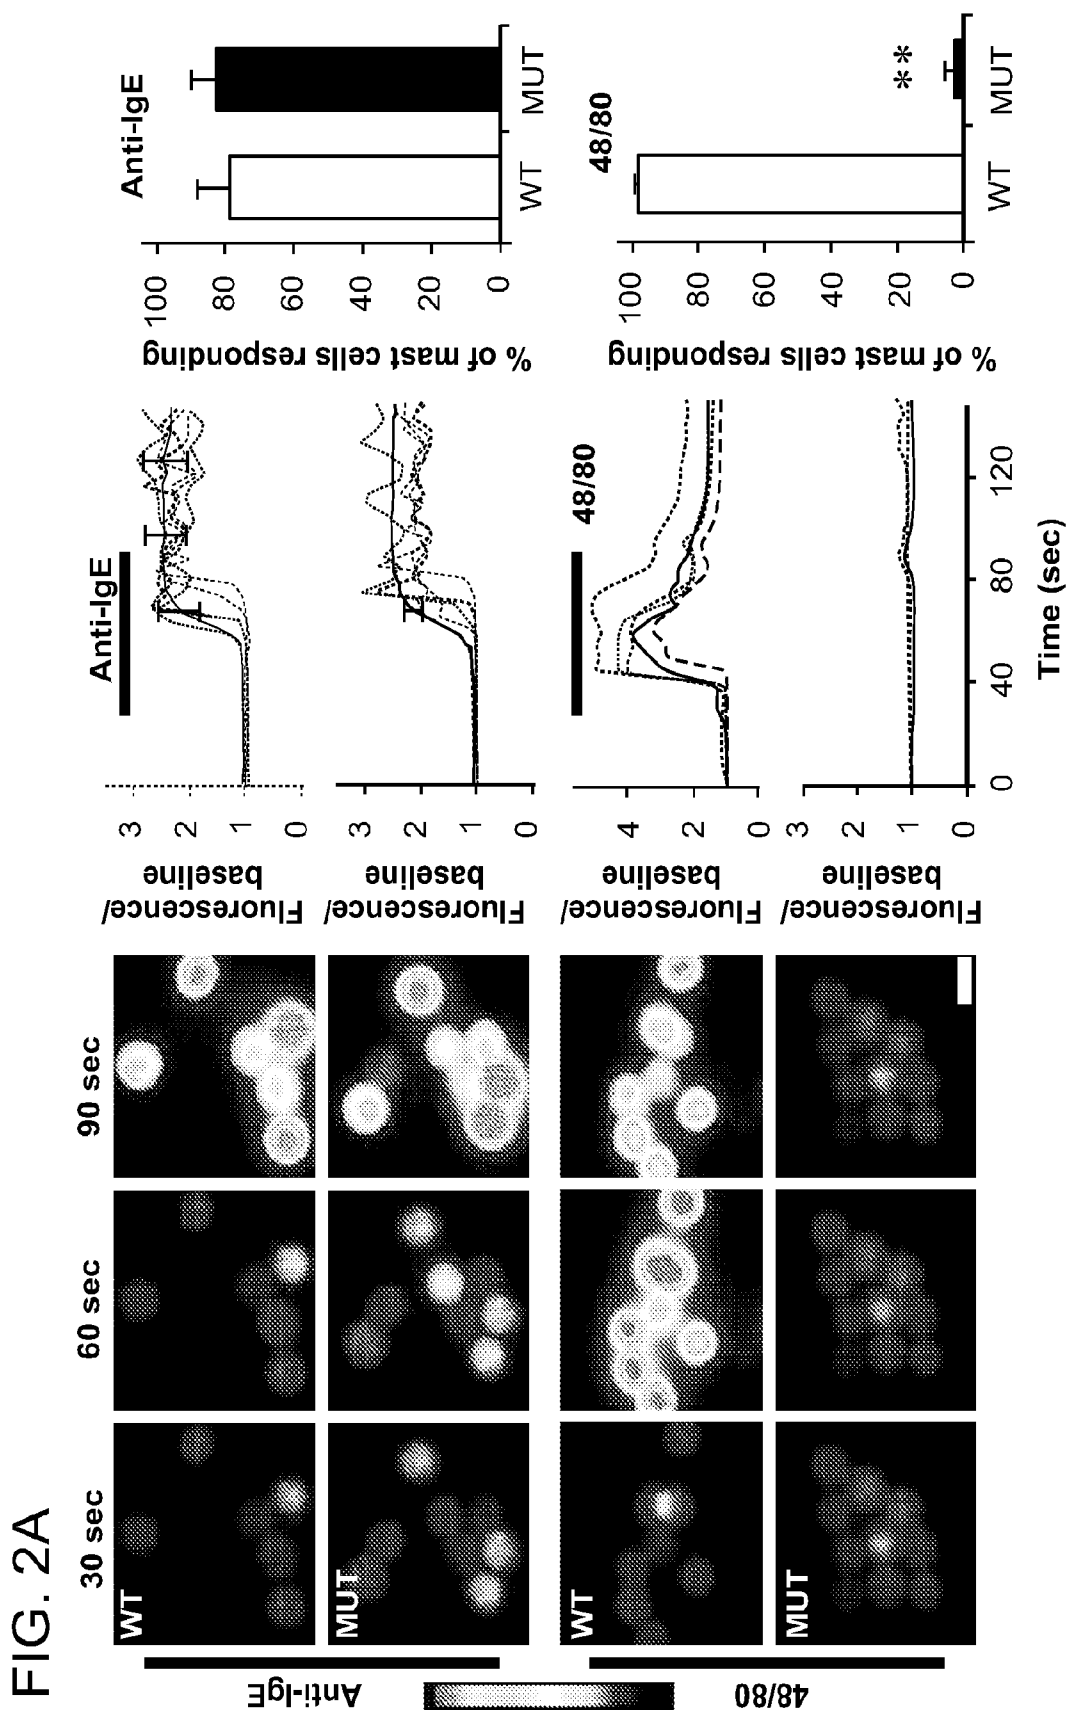 FIG. 2A
30 sec
60 sec
90 sec
Anti-IgE
WT
MUT
Fluorescence/
baseline
3
2
1
0
Fluorescence/
baseline
3
2
1
0
Anti-IgE
Anti-IgE
% of mast cells responding
100
80
60
40
20
0
WT
MUT
48/80
WT
MUT
Fluorescence/
baseline
4
2
0
Fluorescence/
baseline
3
2
1
0
48/80
0
40
80
120
Time (sec)
48/80
% of mast cells responding
100
80
60
40
20
0
**
WT
MUT